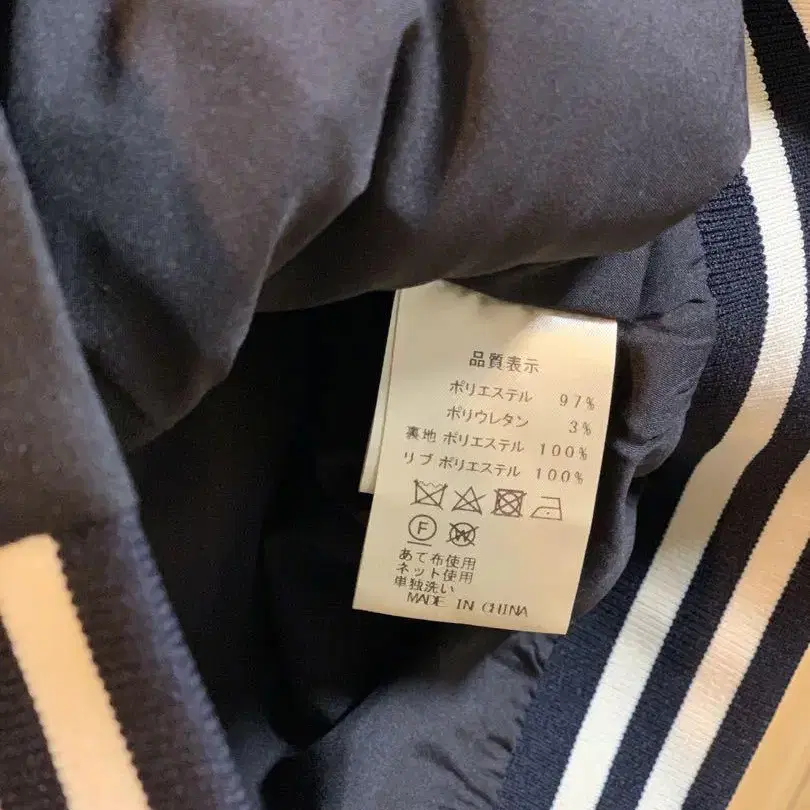 品質表示
ポリエステル 97%
ポリウレタン 3%
裏地 ポリエステル 100%
リブ ポリエステル 100%
F W
あて布使用
ネット使用
単独洗い
MADE IN CHINA